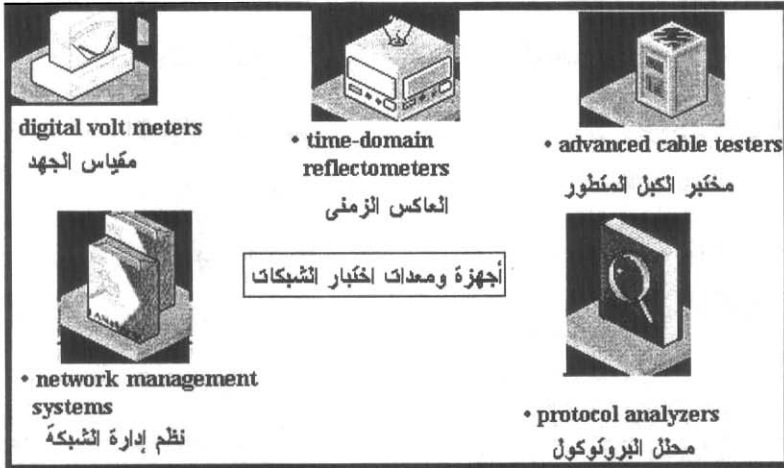 digital volt meters
مقياس الجهد
• time-domain
reflectometers
العاكس الزمنى
• advanced cable testers
مختبر الكبل المتطور
أجهزة ومعدات اختبار الشبكات
• network management
systems
نظم إدارة الشبكة
• protocol analyzers
محلل البروتوكول